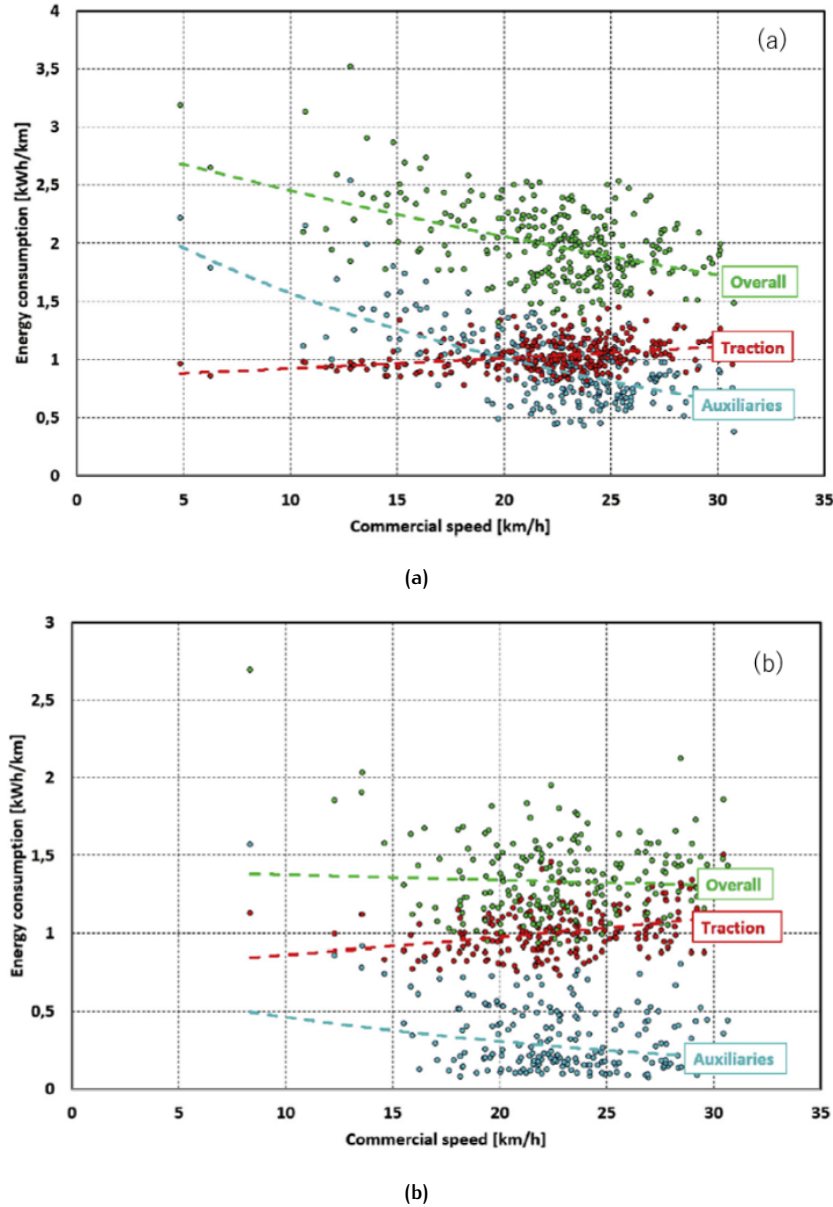 4
(a)
3,5
3
2,5
2
1,5
1
0,5
0
Energy consumption [kWh/km]
Overall
Traction
Auxiliaries
0 5 10 15 20 25 30 35
Commercial speed [km/h]
(a)
3
(b)
2,5
2
1,5
1
0,5
0
Energy consumption [kWh/km]
Overall
Traction
Auxiliaries
0 5 10 15 20 25 30 35
Commercial speed [km/h]
(b)